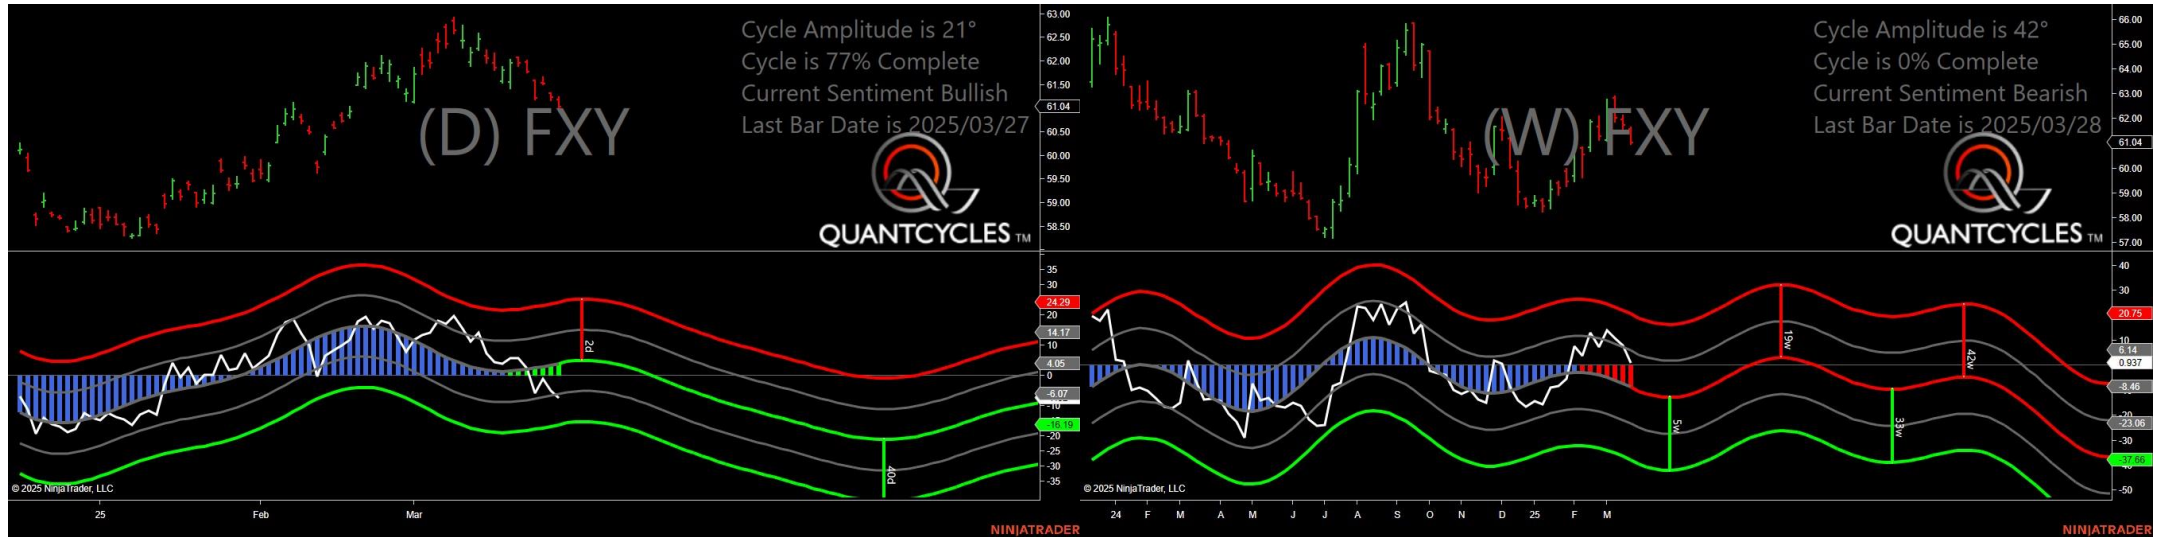 Cycle Amplitude is 21°
Cycle is 77% Complete
Current Sentiment Bullish
Last Bar Date is 2025/03/27
(D) FXY
QUANTCYCLES TM
63.00
62.50
62.00
61.50
61.04
60.50
60.00
59.50
59.00
58.50
35
30
24.29
20
14.17
10
4.05
0
-6.07
-10
-16.19
-20
-25
-30
-35
2d
40d
© 2025 NinjaTrader, LLC
25
Feb
Mar
NINJATRADER
Cycle Amplitude is 42°
Cycle is 0% Complete
Current Sentiment Bearish
Last Bar Date is 2025/03/28
(W) FXY
QUANTCYCLES TM
66.00
65.00
64.00
63.00
62.00
61.04
60.00
59.00
58.00
57.00
40
30
20.75
6.14
0.937
-8.46
-20
-23.06
-30
-37.66
-50
5w
19w
33w
42w
© 2025 NinjaTrader, LLC
24
F
M
A
M
J
J
A
S
O
N
D
25
F
M
NINJATRADER